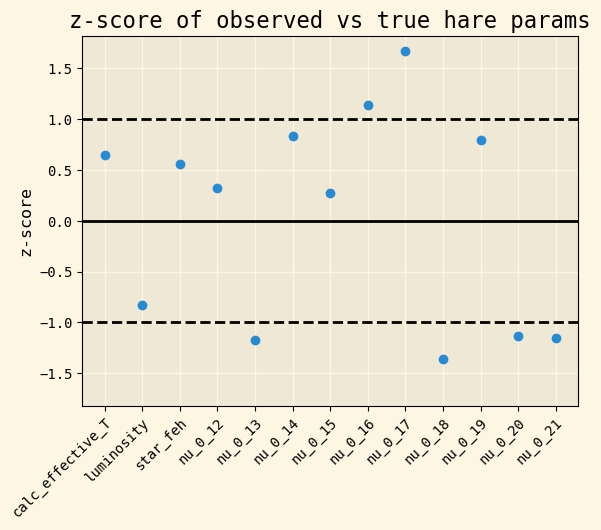 z-score of observed vs true hare params
z-score
1.5
1.0
0.5
0.0
−0.5
−1.0
−1.5
calc_effective_T
luminosity
star_feh
nu_0_12
nu_0_13
nu_0_14
nu_0_15
nu_0_16
nu_0_17
nu_0_18
nu_0_19
nu_0_20
nu_0_21